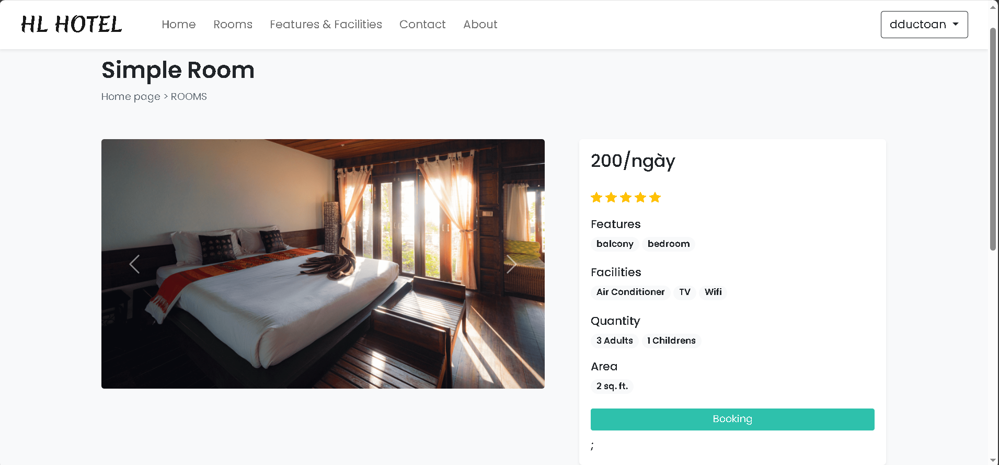 HL HOTEL Home Rooms Features & Facilities Contact About dductoan
Simple Room
Home page > ROOMS
200/ngày
Features
balcony bedroom
Facilities
Air Conditioner TV Wifi
Quantity
3 Adults 1 Childrens
Area
2 sq. ft.
Booking
;